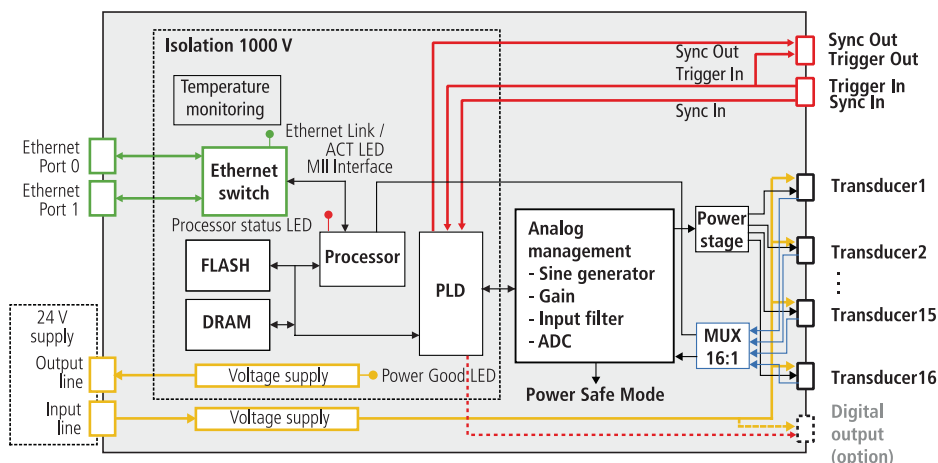 Isolation 1000 V
Temperature
monitoring
Ethernet
Port 0
Ethernet
Port 1
Ethernet
switch
Ethernet Link /
ACT LED
MII Interface
Processor status LED
FLASH
DRAM
Processor
PLD
Sync Out
Trigger In
Sync In
Sync Out
Trigger Out
Trigger In
Sync In
Analog
management
- Sine generator
- Gain
- Input filter
- ADC
Power Safe Mode
Power
stage
MUX
16:1
Transducer1
Transducer2
Transducer15
Transducer16
24 V
supply
Output
line
Input
line
Voltage supply
Power Good LED
Voltage supply
Digital
output
(option)